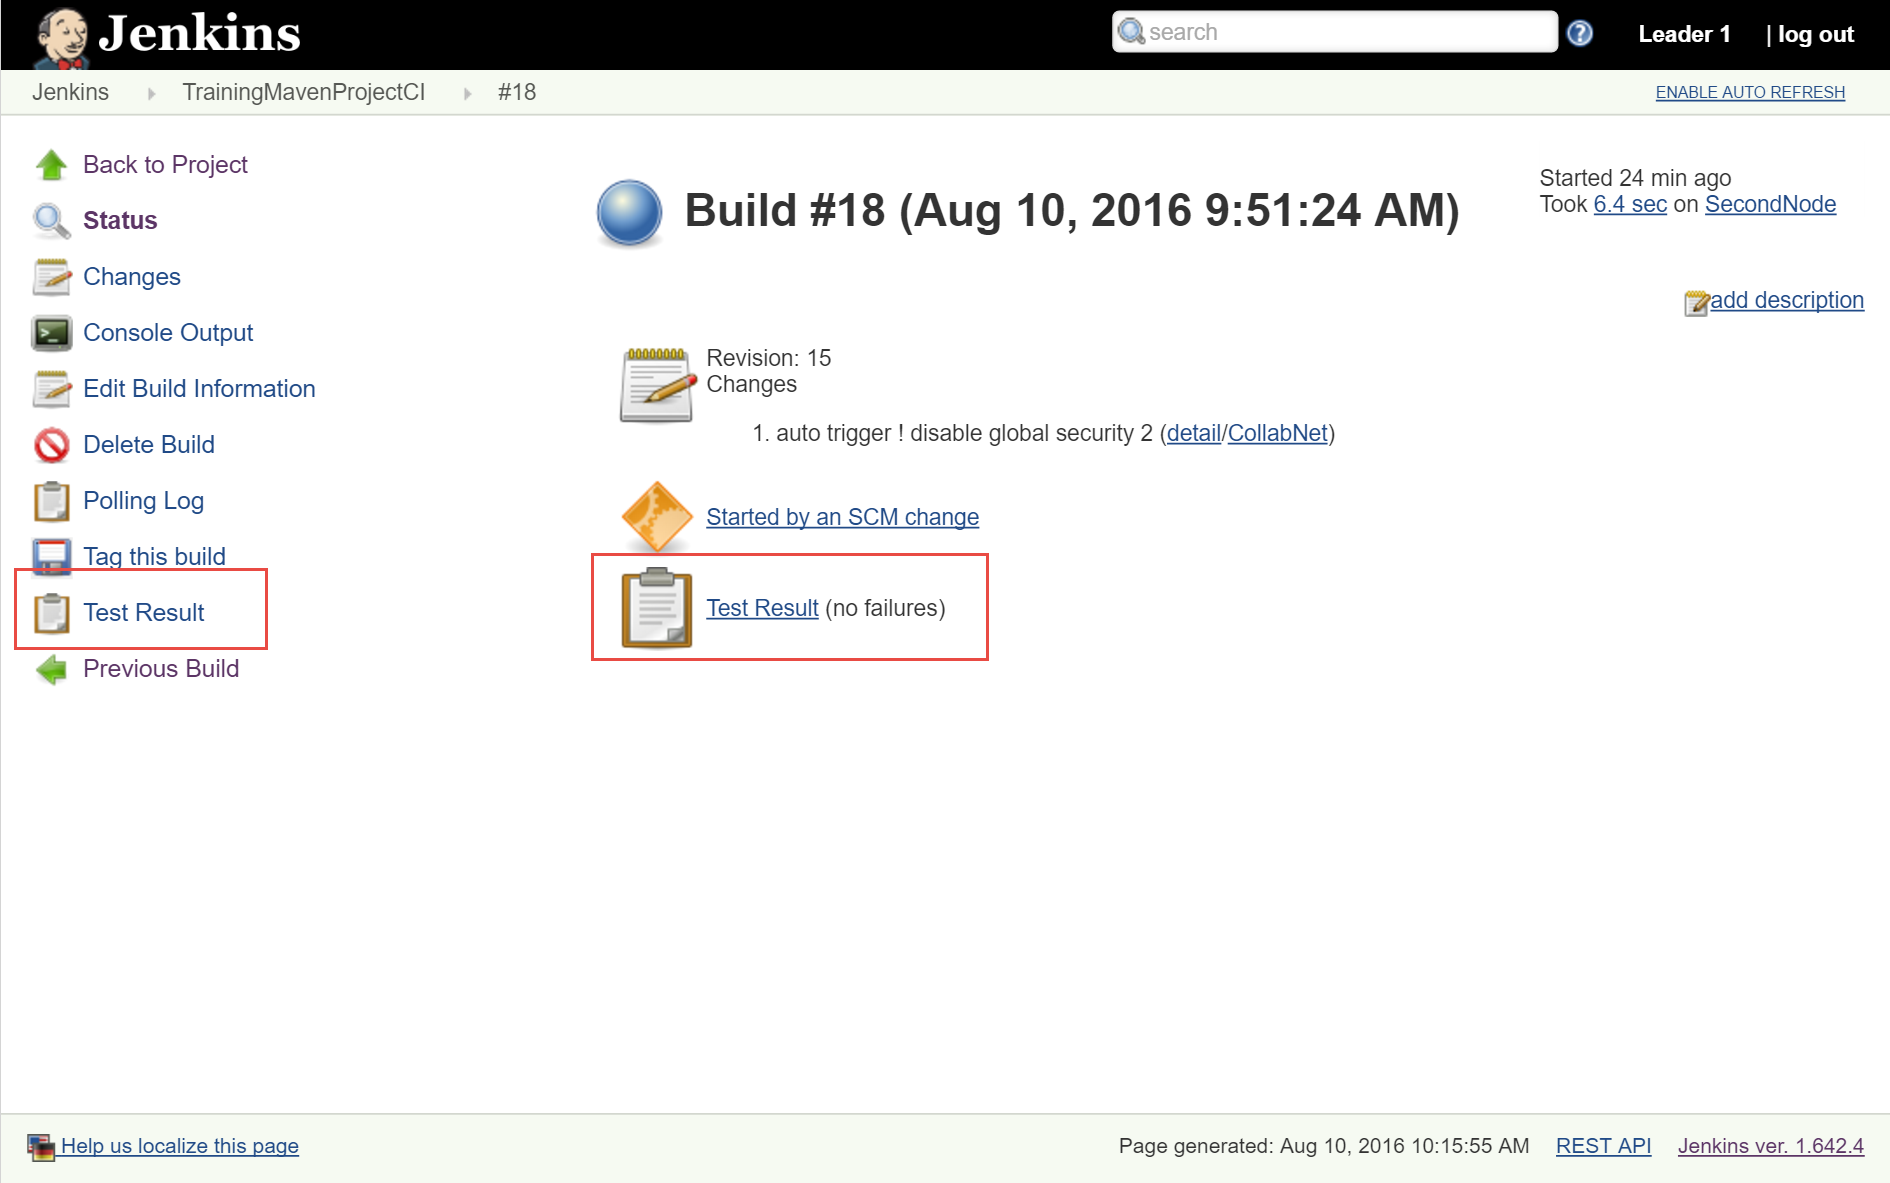 Jenkins
search
Leader 1 | log out
Jenkins TrainingMavenProjectCI #18
ENABLE AUTO REFRESH
Back to Project
Status
Changes
Console Output
Edit Build Information
Delete Build
Polling Log
Tag this build
Test Result
Previous Build
Build #18 (Aug 10, 2016 9:51:24 AM)
Started 24 min ago
Took 6.4 sec on SecondNode
add description
Revision: 15
Changes
1. auto trigger ! disable global security 2 (detail/CollabNet)
Started by an SCM change
Test Result (no failures)
Help us localize this page
Page generated: Aug 10, 2016 10:15:55 AM REST API Jenkins ver. 1.642.4